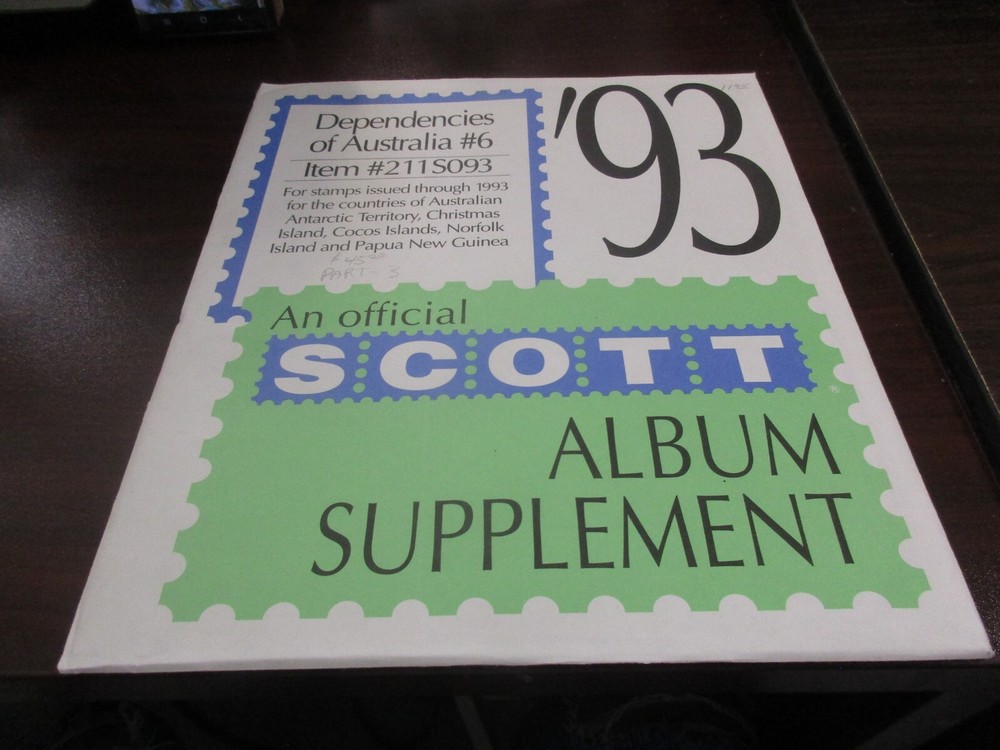 Dependencies
of Australia #6
Item #211S093
For stamps issued through 1993
for the countries of Australian
Antarctic Territory, Christmas
Island, Cocos Islands, Norfolk
Island and Papua New Guinea
PART - 3
'93
An official
SCOTT
®
ALBUM
SUPPLEMENT